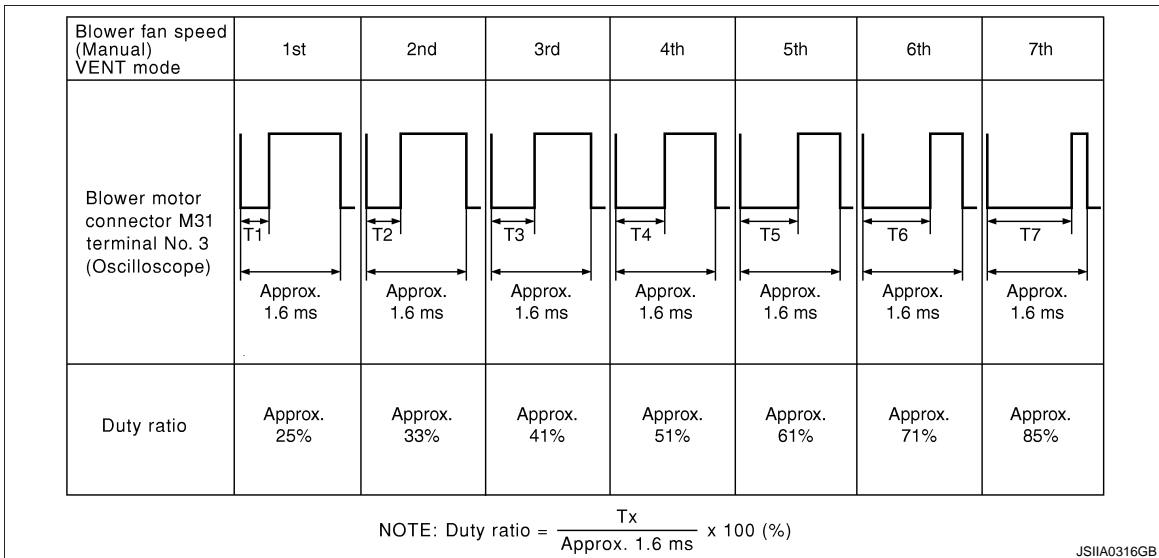 Blower fan speed
(Manual)
VENT mode
1st 2nd 3rd 4th 5th 6th 7th
Blower motor
connector M31
terminal No. 3
(Oscilloscope)
T1 T2 T3 T4 T5 T6 T7
Approx. Approx. Approx. Approx. Approx. Approx. Approx.
1.6 ms 1.6 ms 1.6 ms 1.6 ms 1.6 ms 1.6 ms 1.6 ms
Duty ratio
Approx. Approx. Approx. Approx. Approx. Approx. Approx.
25% 33% 41% 51% 61% 71% 85%
NOTE: Duty ratio = Tx / Approx. 1.6 ms x 100 (%)
JSIIA0316GB